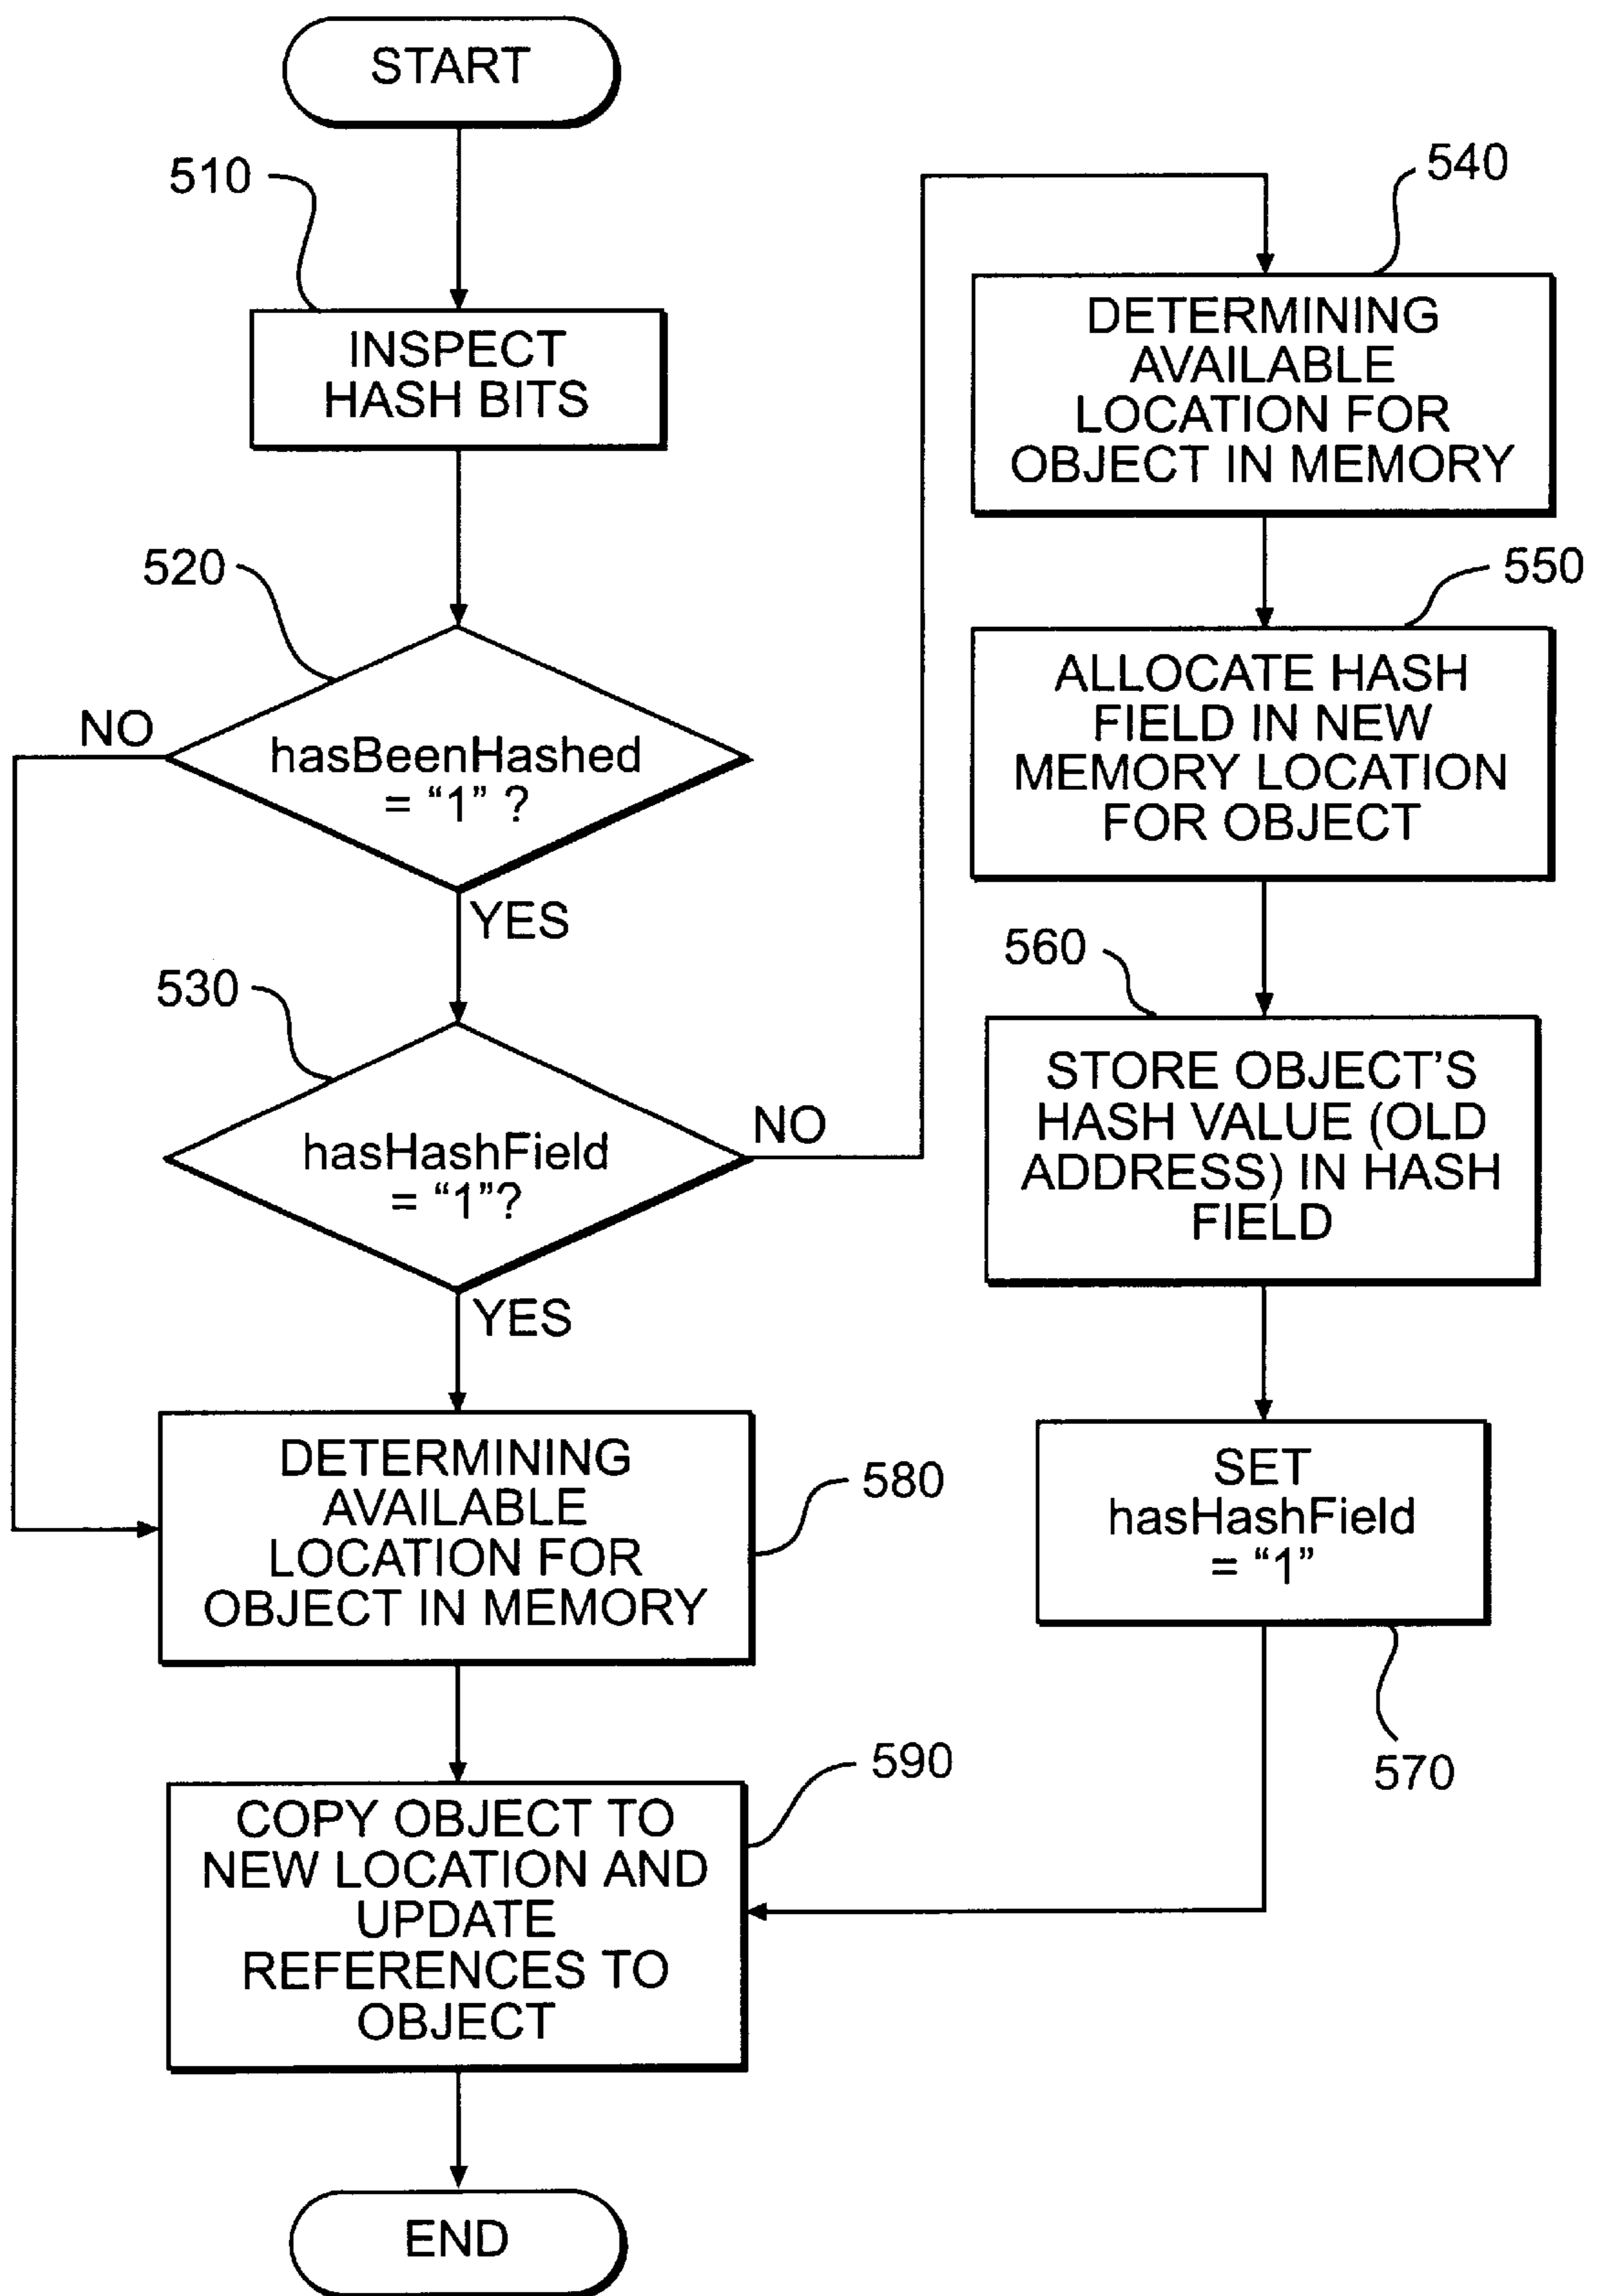 START
510
INSPECT
HASH BITS
520
NO
hasBeenHashed
= “1” ?
YES
530
hasHashField
= “1”?
NO
YES
540
DETERMINING
AVAILABLE
LOCATION FOR
OBJECT IN MEMORY
550
ALLOCATE HASH
FIELD IN NEW
MEMORY LOCATION
FOR OBJECT
560
STORE OBJECT’S
HASH VALUE (OLD
ADDRESS) IN HASH
FIELD
SET
hasHashField
= “1”
570
DETERMINING
AVAILABLE
LOCATION FOR
OBJECT IN MEMORY
580
590
COPY OBJECT TO
NEW LOCATION AND
UPDATE
REFERENCES TO
OBJECT
END